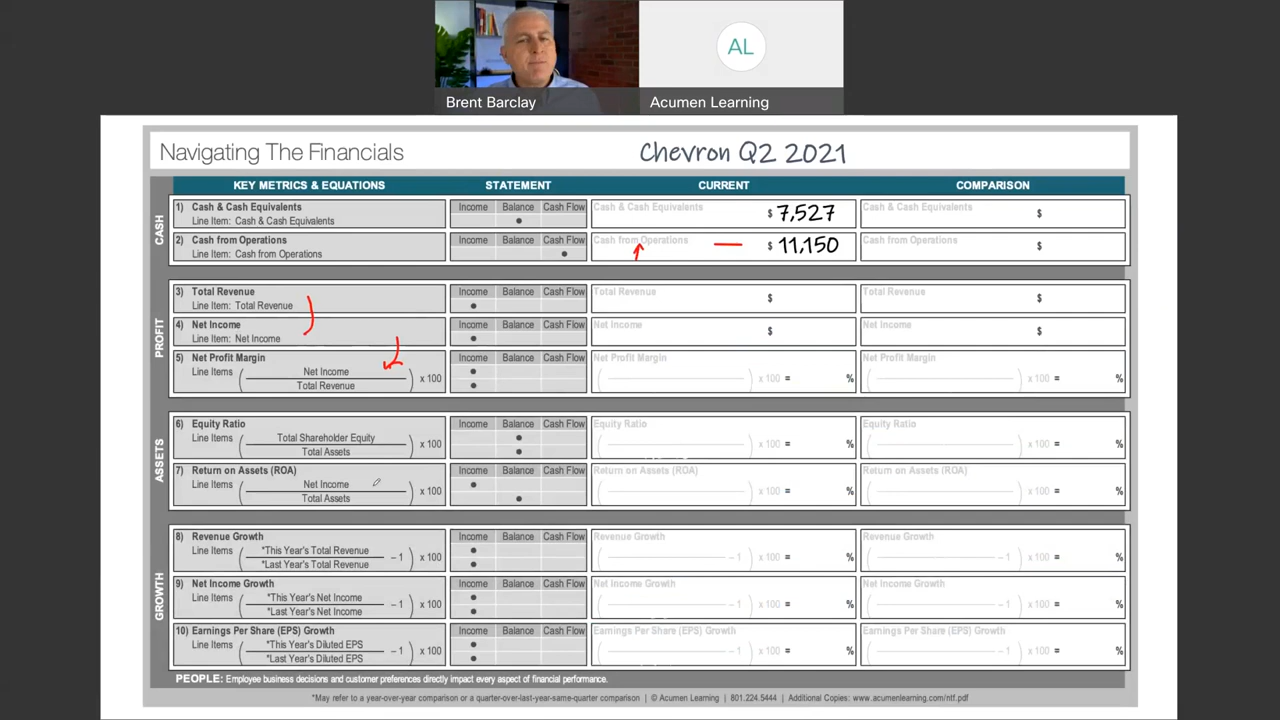 AL
Brent Barclay
Acumen Learning
Navigating The Financials
Chevron Q2 2021
KEY METRICS & EQUATIONS STATEMENT CURRENT COMPARISON
CASH
1) Cash & Cash Equivalents Income Balance Cash Flow Cash & Cash Equivalents $ 7,527 Cash & Cash Equivalents $
Line Item: Cash & Cash Equivalents
2) Cash from Operations Income Balance Cash Flow Cash from Operations $ 11,150 Cash from Operations $
Line Item: Cash from Operations
PROFIT
3) Total Revenue Income Balance Cash Flow Total Revenue $ Total Revenue $
Line Item: Total Revenue
4) Net Income Income Balance Cash Flow Net Income $ Net Income $
Line Item: Net Income
5) Net Profit Margin Income Balance Cash Flow Net Profit Margin Net Profit Margin
Line Items ( Net Income
Total Revenue ) x 100 ( ) x 100 = % ( ) x 100 = %
ASSETS
6) Equity Ratio Income Balance Cash Flow Equity Ratio Equity Ratio
Line Items ( Total Shareholder Equity
Total Assets ) x 100 ( ) x 100 = % ( ) x 100 = %
7) Return on Assets (ROA) Income Balance Cash Flow Return on Assets (ROA) Return on Assets (ROA)
Line Items ( Net Income
Total Assets ) x 100 ( ) x 100 = % ( ) x 100 = %
GROWTH
8) Revenue Growth Income Balance Cash Flow Revenue Growth Revenue Growth
Line Items ( *This Year's Total Revenue
*Last Year's Total Revenue – 1 ) x 100 ( – 1 ) x 100 = % ( – 1 ) x 100 = %
9) Net Income Growth Income Balance Cash Flow Net Income Growth Net Income Growth
Line Items ( *This Year's Net Income
*Last Year's Net Income – 1 ) x 100 ( – 1 ) x 100 = % ( – 1 ) x 100 = %
10) Earnings Per Share (EPS) Growth Income Balance Cash Flow Earnings Per Share (EPS) Growth Earnings Per Share (EPS) Growth
Line Items ( *This Year's Diluted EPS
*Last Year's Diluted EPS – 1 ) x 100 ( – 1 ) x 100 = % ( – 1 ) x 100 = %
PEOPLE: Employee business decisions and customer preferences directly impact every aspect of financial performance.
*May refer to a year-over-year comparison or a quarter-over-last-year-same-quarter comparison | © Acumen Learning | 801.224.5444 | Additional Copies: www.acumenlearning.com/ntf.pdf